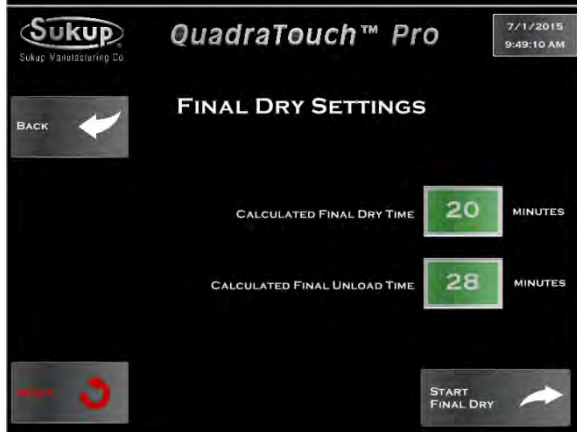 Sukup
Sukup Manufacturing Co.
QuadraTouch™ Pro
7/1/2015
9:49:10 AM
BACK
FINAL DRY SETTINGS
CALCULATED FINAL DRY TIME 20 MINUTES
CALCULATED FINAL UNLOAD TIME 28 MINUTES
RESET
START
FINAL DRY